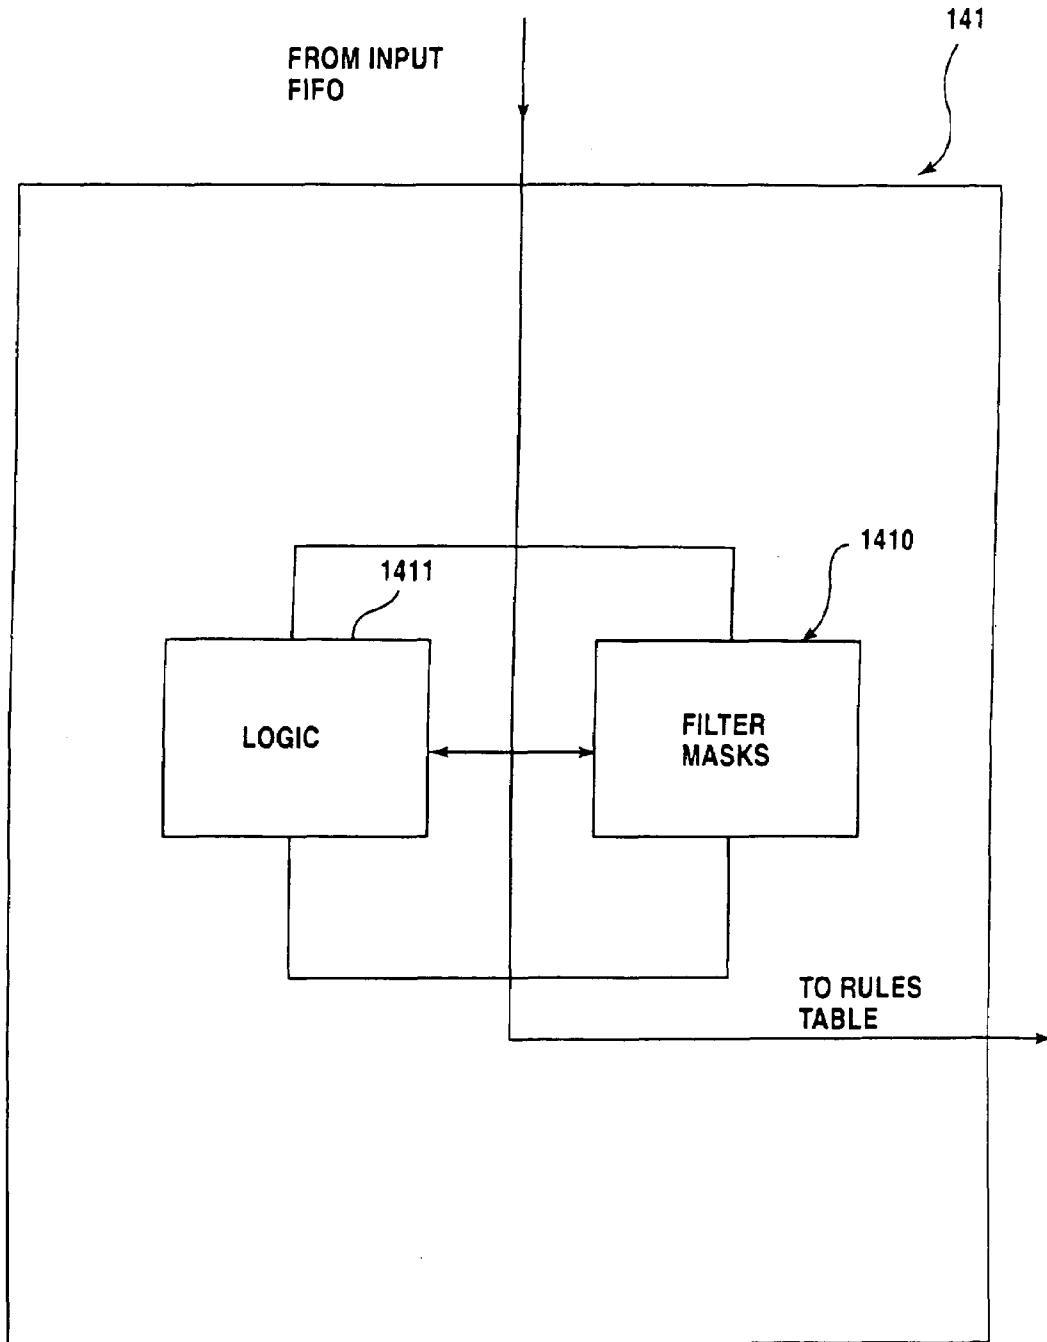 141
FROM INPUT
FIFO
1410
1411
LOGIC
FILTER
MASKS
TO RULES
TABLE